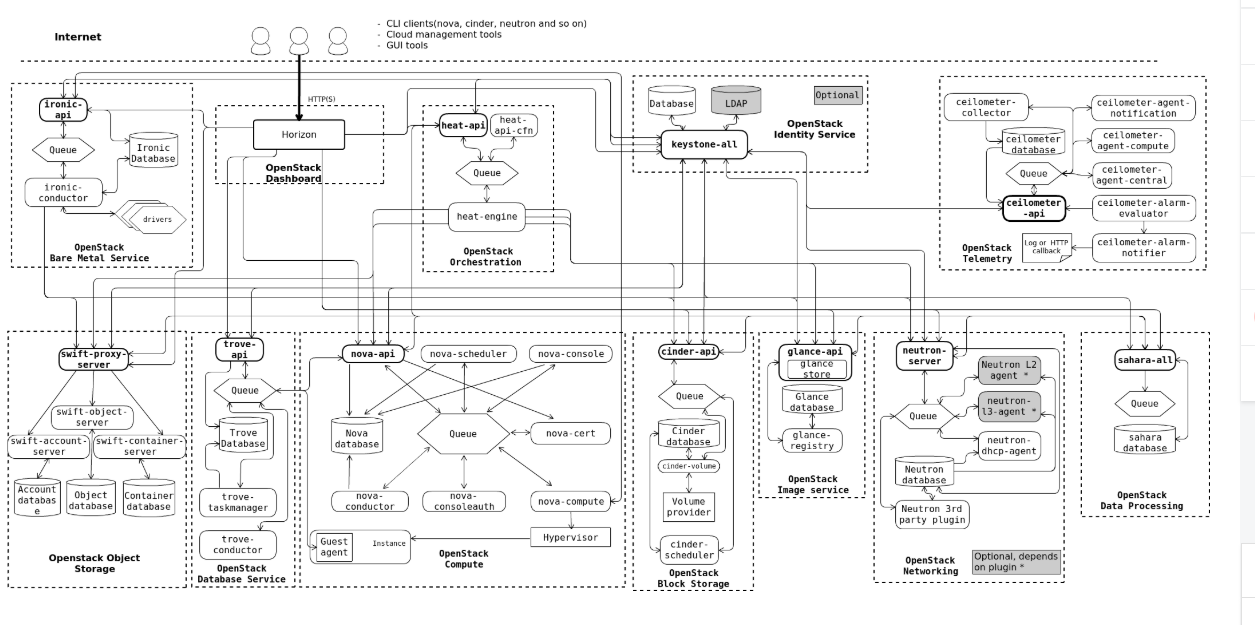 - CLI clients(nova, cinder, neutron and so on)
- Cloud management tools
- GUI tools
Internet
HTTP(S)
ironic-
api
Queue
Ironic
Database
ironic-
conductor
drivers
OpenStack
Bare Metal Service
Horizon
OpenStack
Dashboard
heat-api
heat-
api-cfn
Queue
heat-engine
OpenStack
Orchestration
Database
LDAP
Optional
OpenStack
Identity Service
keystone-all
ceilometer-
collector
ceilometer-agent-
notification
ceilometer
database
ceilometer-
agent-compute
Queue
ceilometer-
agent-central
ceilometer
-api
ceilometer-alarm-
evaluator
Log or HTTP
callback
ceilometer-alarm-
notifier
OpenStack
Telemetry
swift-proxy-
server
swift-object-
server
swift-account-
server
swift-container-
server
Account
databas
e
Object
database
Container
database
Openstack Object
Storage
trove-
api
Queue
Trove
Database
trove-
taskmanager
trove-
conductor
OpenStack
Database Service
nova-api
nova-scheduler
nova-console
Nova
database
Queue
nova-cert
nova-
conductor
nova-
consoleauth
nova-compute
Guest
agent
Instance
Hypervisor
OpenStack
Compute
cinder-api
Queue
Cinder
database
cinder-volume
Volume
provider
cinder-
scheduler
OpenStack
Block Storage
glance-api
glance
store
Glance
database
glance-
registry
OpenStack
Image service
neutron-
server
Neutron L2
agent *
Queue
neutron-
l3-agent *
neutron-
dhcp-agent
Neutron
database
Neutron 3rd
party plugin
OpenStack
Networking
Optional, depends
on plugin *
sahara-all
Queue
sahara
database
OpenStack
Data Processing